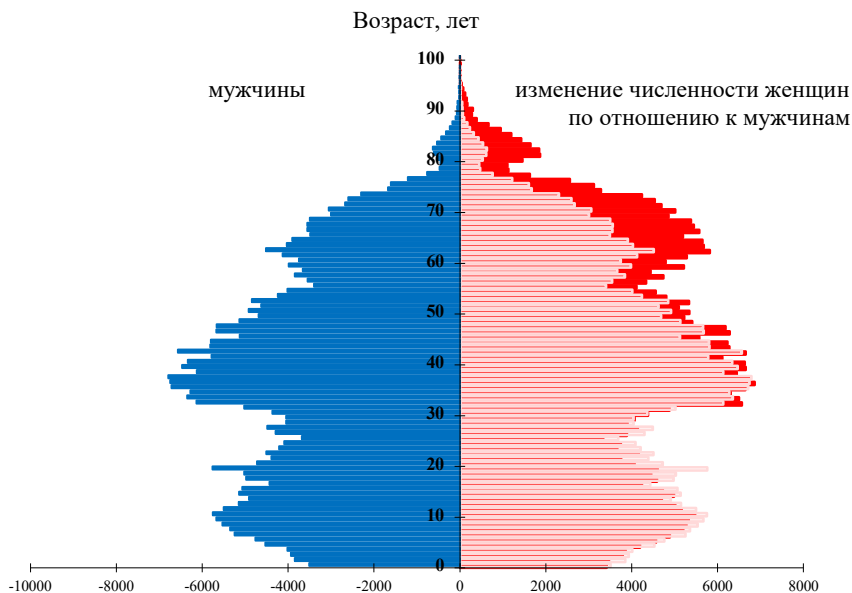 Возраст, лет
100
мужчины
изменение численности женщин
по отношению к мужчинам
90
80
70
60
50
40
30
20
10
0
-10000 -8000 -6000 -4000 -2000 0 2000 4000 6000 8000